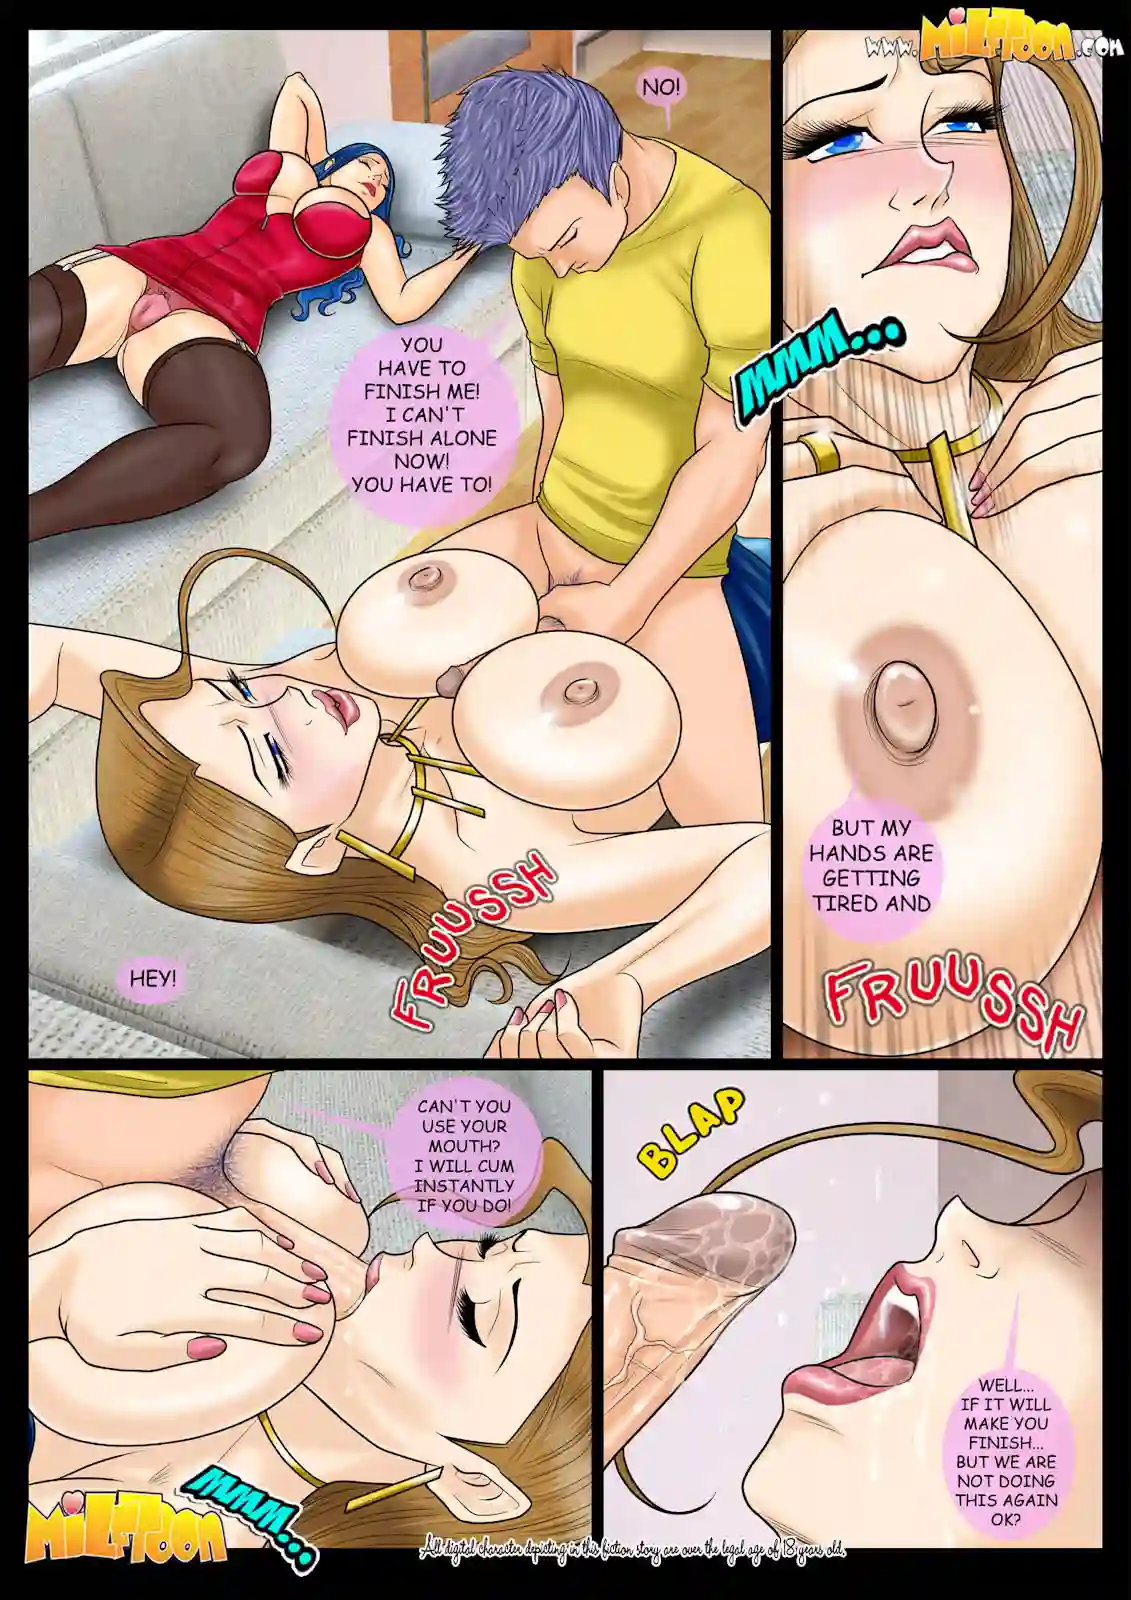 www.MILFToon.com
NO!
YOU
HAVE TO
FINISH ME!
I CAN'T
FINISH ALONE
NOW!
YOU HAVE TO!
MMM...
FRUUSSH
HEY!
BUT MY
HANDS ARE
GETTING
TIRED AND
FRUUSSH
CAN'T YOU
USE YOUR
MOUTH?
I WILL CUM
INSTANTLY
IF YOU DO!
MMM...
BLAP
WELL...
IF IT WILL
MAKE YOU
FINISH...
BUT WE ARE
NOT DOING
THIS AGAIN
OK?
MILFToon
All digital character depicting in this fiction story are over the legal age of 18 years old.